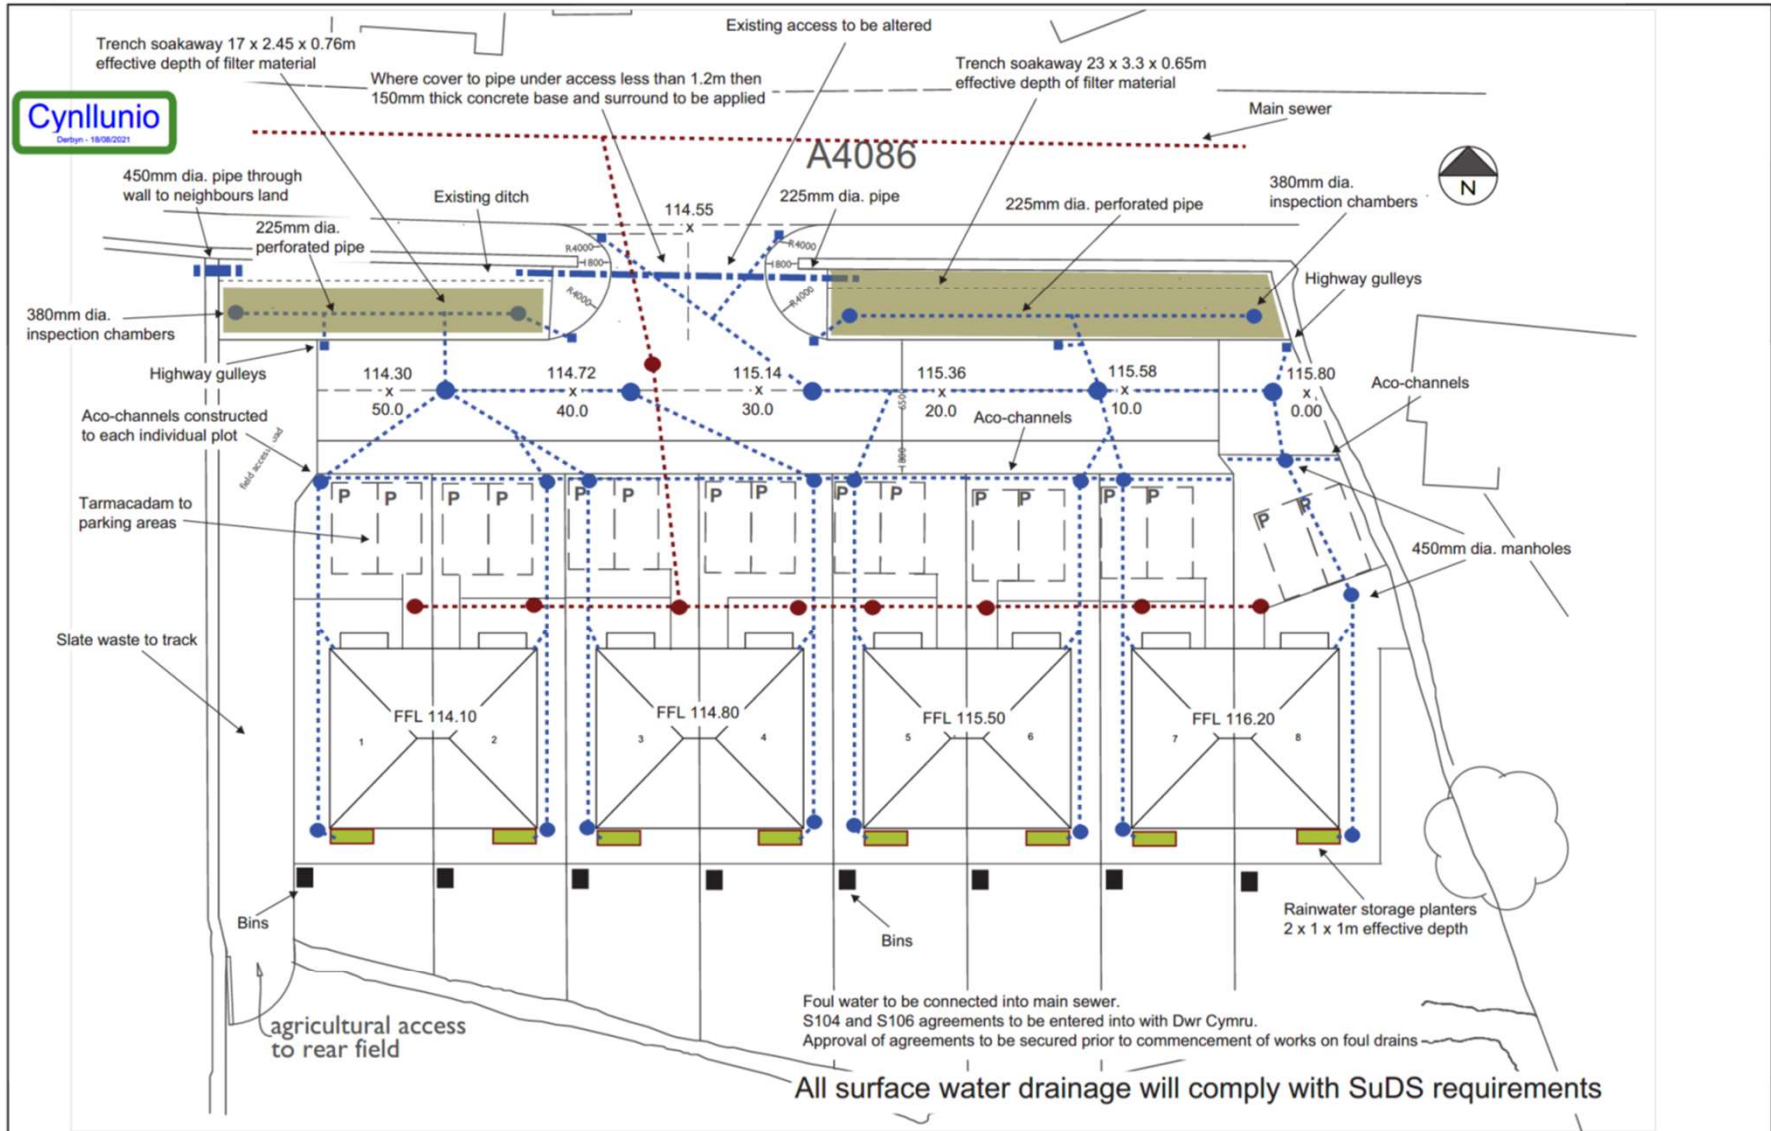 Trench soakaway 17 x 2.45 x 0.76m
effective depth of filter material
Existing access to be altered
Where cover to pipe under access less than 1.2m then
150mm thick concrete base and surround to be applied
Trench soakaway 23 x 3.3 x 0.65m
effective depth of filter material
Main sewer
Cynllunio
Derbyn - 18/08/2021
A4086
N
450mm dia. pipe through
wall to neighbours land
Existing ditch
225mm dia.
perforated pipe
114.55
x
225mm dia. pipe
225mm dia. perforated pipe
380mm dia.
inspection chambers
R4000
1800
R4000
R4000
1800
R4000
Highway gulleys
380mm dia.
inspection chambers
Highway gulleys
114.30
x
50.0
114.72
x
40.0
115.14
x
30.0
115.36
x
20.0
115.58
x
10.0
115.80
x
0.00
Aco-channels
Aco-channels constructed
to each individual plot
Aco-channels
1800
field access
Tarmacadam to
parking areas
P P P P P P P P P P P P P P P P
450mm dia. manholes
Slate waste to track
FFL 114.10
1 2
FFL 114.80
3 4
FFL 115.50
5 6
FFL 116.20
7 8
Bins
Bins
Rainwater storage planters
2 x 1 x 1m effective depth
agricultural access
to rear field
Foul water to be connected into main sewer.
S104 and S106 agreements to be entered into with Dwr Cymru.
Approval of agreements to be secured prior to commencement of works on foul drains
All surface water drainage will comply with SuDS requirements